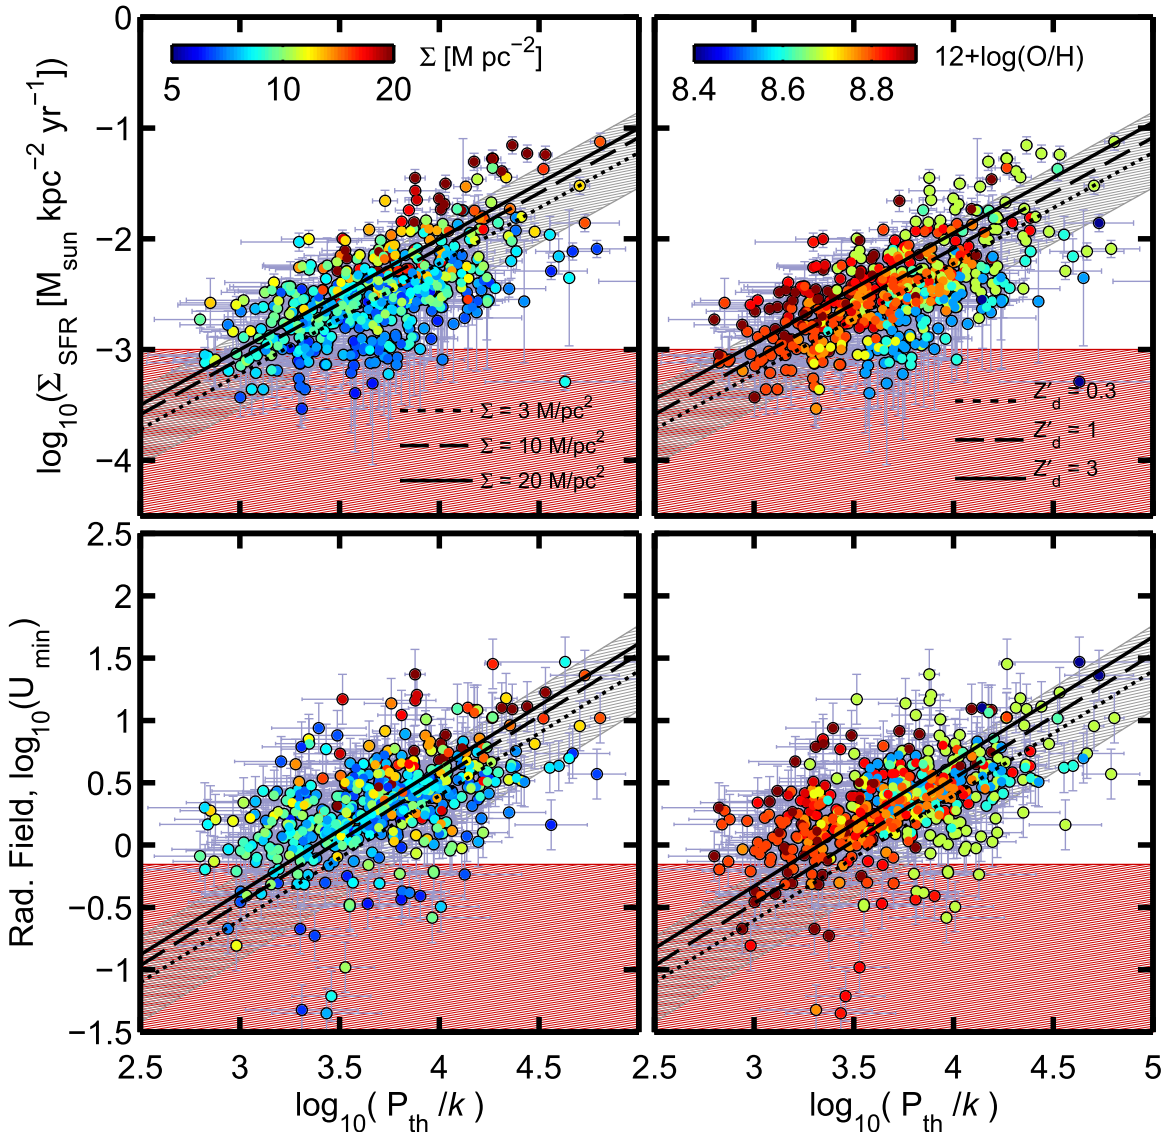 0
Σ [M pc⁻²]
5 10 20
12+log(O/H)
8.4 8.6 8.8
log₁₀(Σ_SFR [M_sun kpc⁻² yr⁻¹])
−1
−2
−3
−4
Σ = 3 M/pc²
Σ = 10 M/pc²
Σ = 20 M/pc²
Z'_d = 0.3
Z'_d = 1
Z'_d = 3
2.5
2
1.5
1
0.5
0
−0.5
−1
−1.5
Rad. Field, log₁₀(U_min)
2.5 3 3.5 4 4.5 2.5 3 3.5 4 4.5 5
log₁₀( P_th /k )
log₁₀( P_th /k )